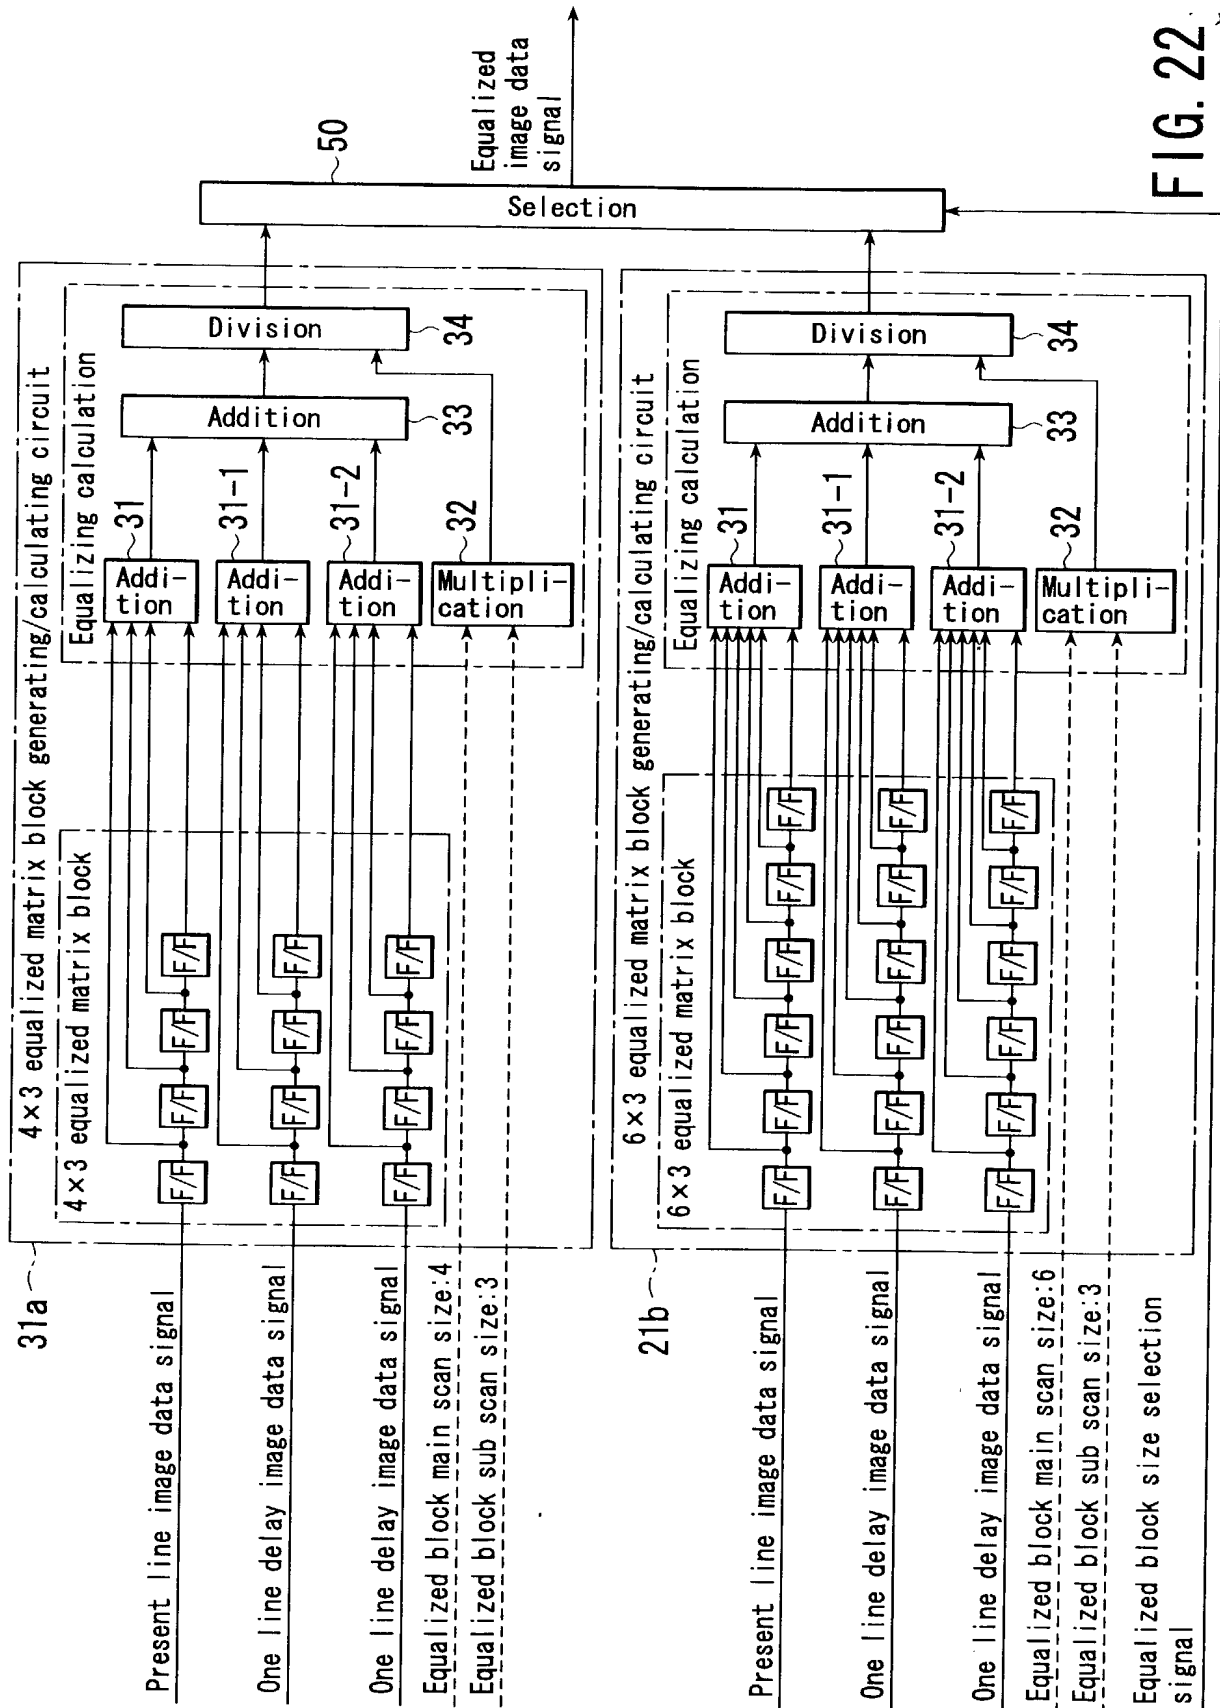 31a
4×3 equalized matrix block generating/calculating circuit
4×3 equalized matrix block
Equalizing calculation
Present line image data signal
F/F
F/F
F/F
F/F
Addi-
tion
31
One line delay image data signal
F/F
F/F
F/F
F/F
Addi-
tion
31-1
One line delay image data signal
F/F
F/F
F/F
F/F
Addi-
tion
31-2
Equalized block main scan size:4
Equalized block sub scan size:3
Multipli-
cation
32
Addition
33
Division
34
Selection
50
Equalized
image data
signal
21b
6×3 equalized matrix block generating/calculating circuit
6×3 equalized matrix block
Equalizing calculation
Present line image data signal
F/F
F/F
F/F
F/F
F/F
F/F
Addi-
tion
31
One line delay image data signal
F/F
F/F
F/F
F/F
F/F
F/F
Addi-
tion
31-1
One line delay image data signal
F/F
F/F
F/F
F/F
F/F
F/F
Addi-
tion
31-2
Equalized block main scan size:6
Equalized block sub scan size:3
Multipli-
cation
32
Addition
33
Division
34
Equalized block size selection
signal
FIG. 22